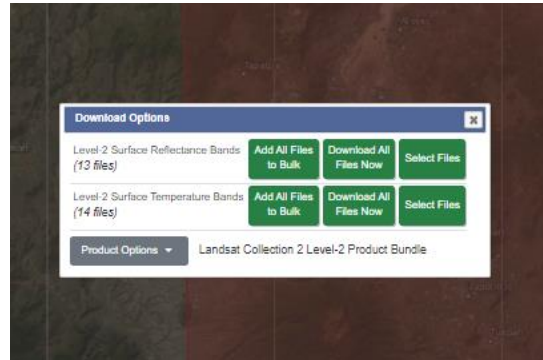 Download Options
x
Level-2 Surface Reflectance Bands
(13 files)
Add All Files
to Bulk
Download All
Files Now
Select Files
Level-2 Surface Temperature Bands
(14 files)
Add All Files
to Bulk
Download All
Files Now
Select Files
Product Options
Landsat Collection 2 Level-2 Product Bundle